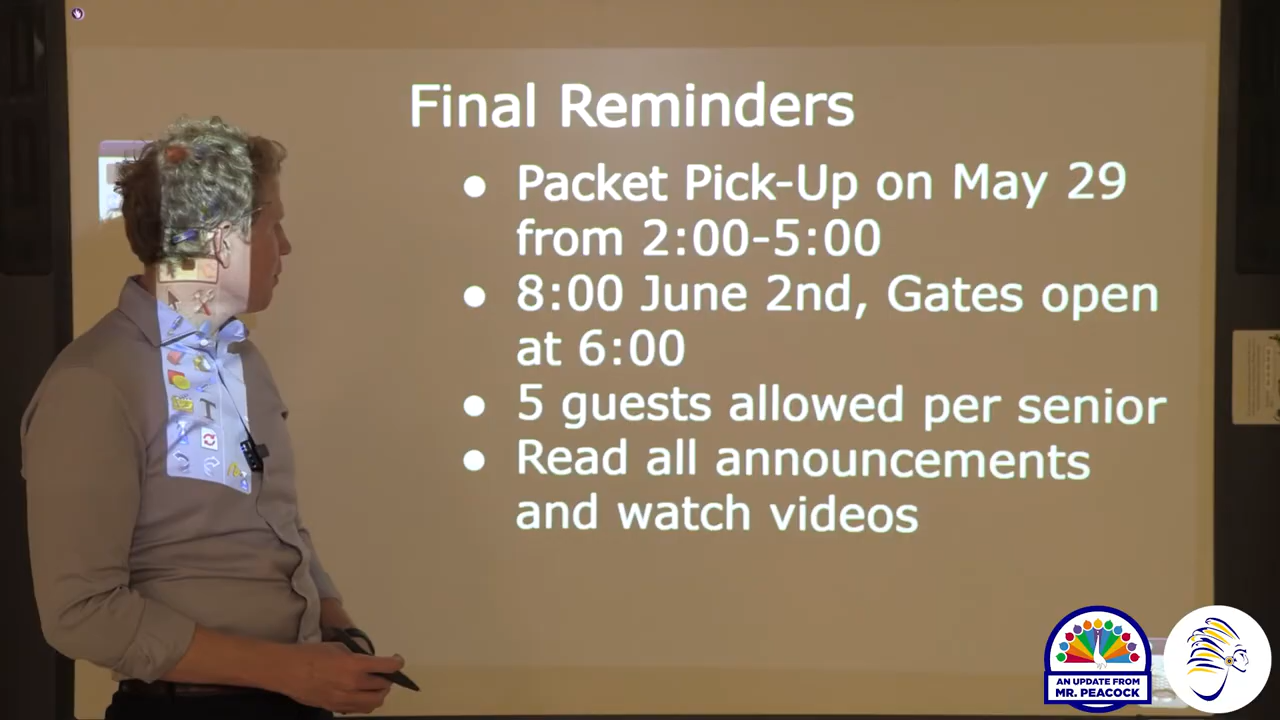 Final Reminders
● Packet Pick-Up on May 29
from 2:00-5:00
● 8:00 June 2nd, Gates open
at 6:00
● 5 guests allowed per senior
● Read all announcements
and watch videos
T
AN UPDATE FROM
MR. PEACOCK